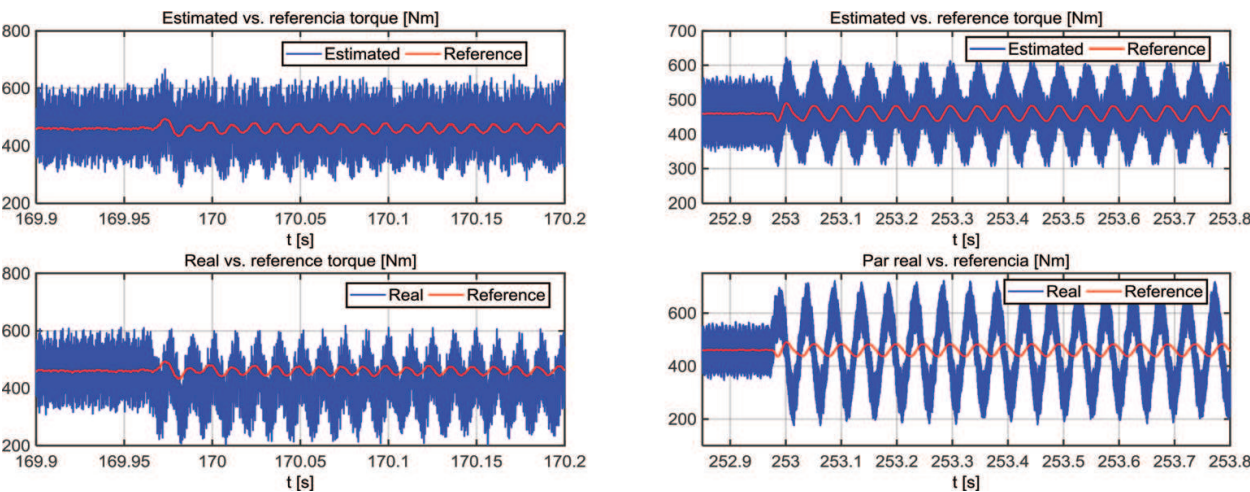 Estimated vs. referencia torque [Nm]
800
600
400
200
Estimated Reference
169.9 169.95 170 170.05 170.1 170.15 170.2
t [s]
Estimated vs. reference torque [Nm]
700
600
500
400
300
200
Estimated Reference
252.9 253 253.1 253.2 253.3 253.4 253.5 253.6 253.7 253.8
t [s]
Real vs. reference torque [Nm]
800
600
400
200
Real Reference
169.9 169.95 170 170.05 170.1 170.15 170.2
t [s]
Par real vs. referencia [Nm]
600
400
200
Real Reference
252.9 253 253.1 253.2 253.3 253.4 253.5 253.6 253.7 253.8
t [s]